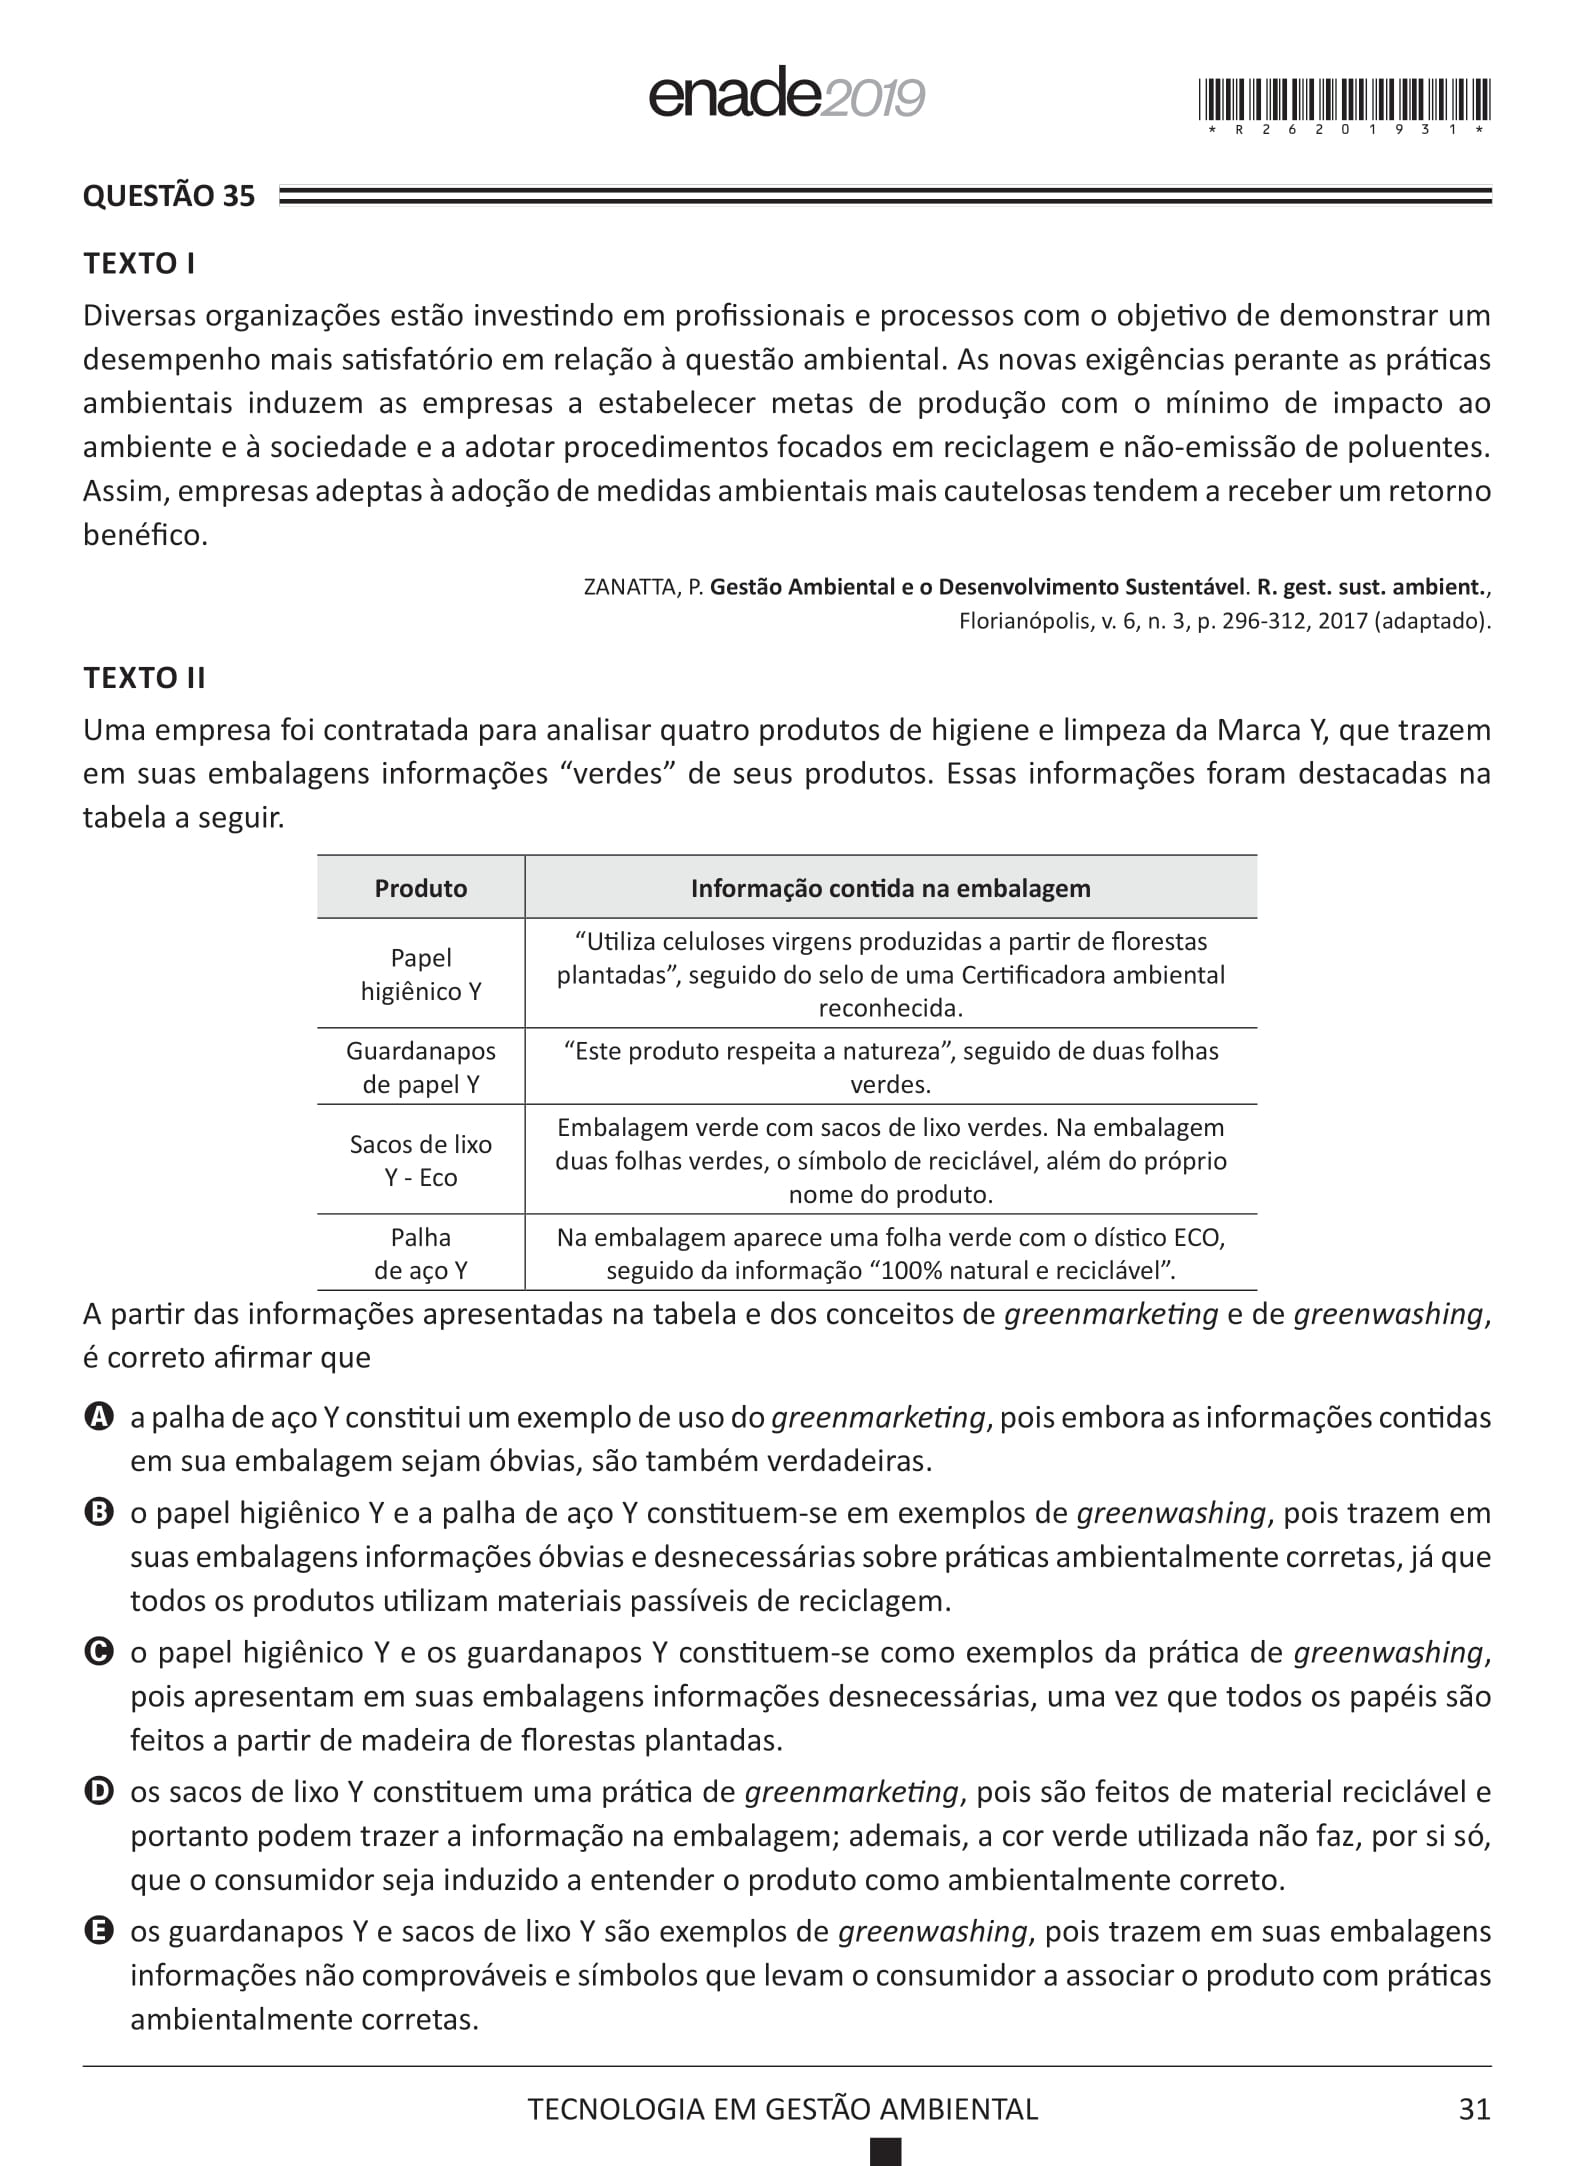 enade2019
*R26201931*
QUESTÃO 35
TEXTO I
Diversas organizações estão investindo em profissionais e processos com o objetivo de demonstrar um
desempenho mais satisfatório em relação à questão ambiental. As novas exigências perante as práticas
ambientais induzem as empresas a estabelecer metas de produção com o mínimo de impacto ao
ambiente e à sociedade e a adotar procedimentos focados em reciclagem e não-emissão de poluentes.
Assim, empresas adeptas à adoção de medidas ambientais mais cautelosas tendem a receber um retorno
benéfico.
ZANATTA, P. Gestão Ambiental e o Desenvolvimento Sustentável. R. gest. sust. ambient.,
Florianópolis, v. 6, n. 3, p. 296-312, 2017 (adaptado).
TEXTO II
Uma empresa foi contratada para analisar quatro produtos de higiene e limpeza da Marca Y, que trazem
em suas embalagens informações “verdes” de seus produtos. Essas informações foram destacadas na
tabela a seguir.
Produto
Informação contida na embalagem
Papel
higiênico Y
“Utiliza celuloses virgens produzidas a partir de florestas
plantadas”, seguido do selo de uma Certificadora ambiental
reconhecida.
Guardanapos
de papel Y
“Este produto respeita a natureza”, seguido de duas folhas
verdes.
Sacos de lixo
Y - Eco
Embalagem verde com sacos de lixo verdes. Na embalagem
duas folhas verdes, o símbolo de reciclável, além do próprio
nome do produto.
Palha
de aço Y
Na embalagem aparece uma folha verde com o dístico ECO,
seguido da informação “100% natural e reciclável”.
A partir das informações apresentadas na tabela e dos conceitos de greenmarketing e de greenwashing,
é correto afirmar que
A a palha de aço Y constitui um exemplo de uso do greenmarketing, pois embora as informações contidas
em sua embalagem sejam óbvias, são também verdadeiras.
B o papel higiênico Y e a palha de aço Y constituem-se em exemplos de greenwashing, pois trazem em
suas embalagens informações óbvias e desnecessárias sobre práticas ambientalmente corretas, já que
todos os produtos utilizam materiais passíveis de reciclagem.
C o papel higiênico Y e os guardanapos Y constituem-se como exemplos da prática de greenwashing,
pois apresentam em suas embalagens informações desnecessárias, uma vez que todos os papéis são
feitos a partir de madeira de florestas plantadas.
D os sacos de lixo Y constituem uma prática de greenmarketing, pois são feitos de material reciclável e
portanto podem trazer a informação na embalagem; ademais, a cor verde utilizada não faz, por si só,
que o consumidor seja induzido a entender o produto como ambientalmente correto.
E os guardanapos Y e sacos de lixo Y são exemplos de greenwashing, pois trazem em suas embalagens
informações não comprováveis e símbolos que levam o consumidor a associar o produto com práticas
ambientalmente corretas.
TECNOLOGIA EM GESTÃO AMBIENTAL
31